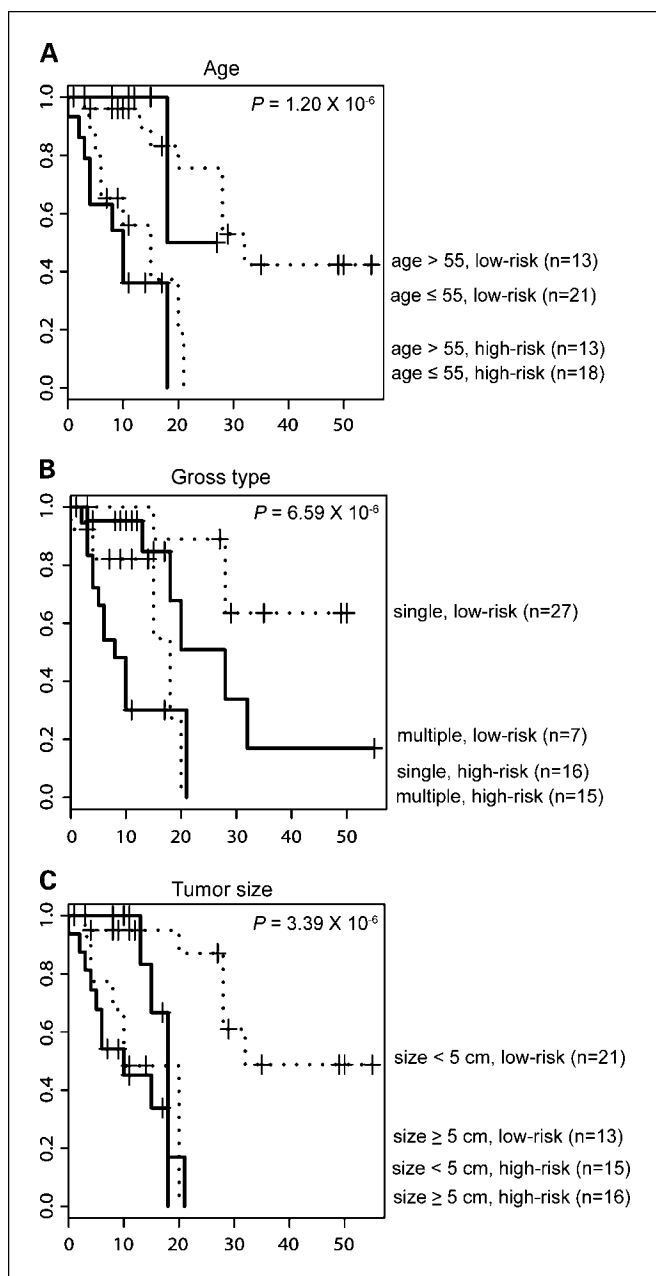 A
Age
P = 1.20 X 10-6
1.0
0.8
0.6
0.4
0.2
0.0
0 10 20 30 40 50
age > 55, low-risk (n=13)
age ≤ 55, low-risk (n=21)
age > 55, high-risk (n=13)
age ≤ 55, high-risk (n=18)
B
Gross type
P = 6.59 X 10-6
1.0
0.8
0.6
0.4
0.2
0.0
0 10 20 30 40 50
single, low-risk (n=27)
multiple, low-risk (n=7)
single, high-risk (n=16)
multiple, high-risk (n=15)
C
Tumor size
P = 3.39 X 10-6
1.0
0.8
0.6
0.4
0.2
0.0
0 10 20 30 40 50
size < 5 cm, low-risk (n=21)
size ≥ 5 cm, low-risk (n=13)
size < 5 cm, high-risk (n=15)
size ≥ 5 cm, high-risk (n=16)